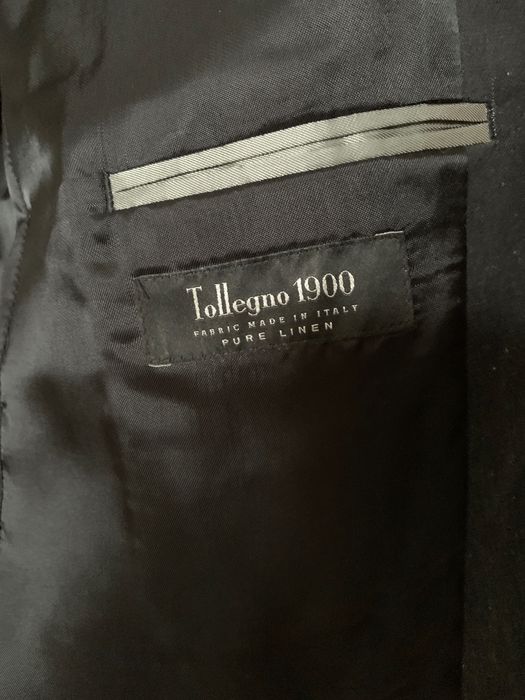 Tollegno 1900
FABRIC MADE IN ITALY
PURE LINEN